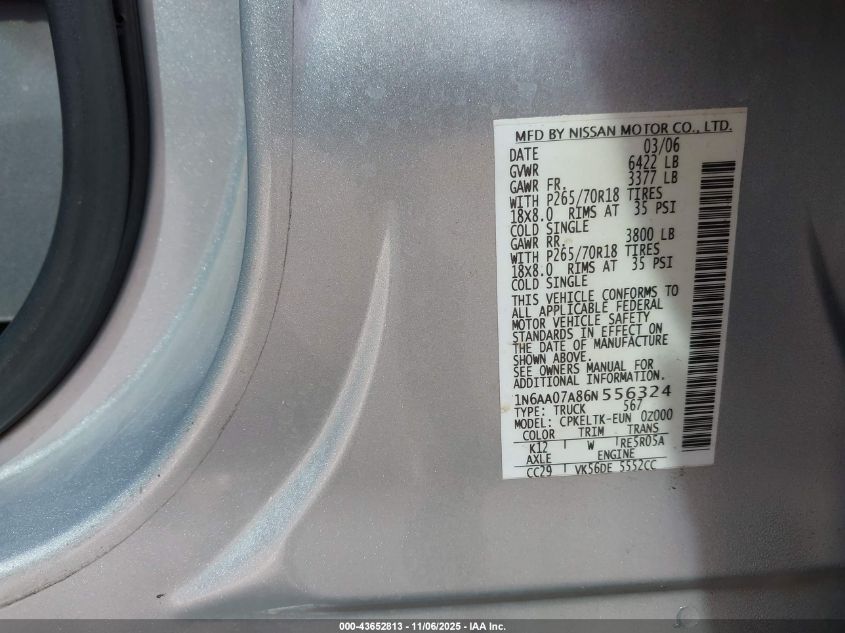 MFD BY NISSAN MOTOR CO., LTD.
DATE 03/06
GVWR 6422 LB
GAWR FR. 3377 LB
WITH P265/70R18 TIRES
18x8.0 RIMS AT 35 PSI
COLD SINGLE
GAWR RR. 3800 LB
WITH P265/70R18 TIRES
18x8.0 RIMS AT 35 PSI
COLD SINGLE
THIS VEHICLE CONFORMS TO
ALL APPLICABLE FEDERAL
MOTOR VEHICLE SAFETY
STANDARDS IN EFFECT ON
THE DATE OF MANUFACTURE
SHOWN ABOVE.
SEE OWNERS MANUAL FOR
ADDITIONAL INFORMATION.
1N6AA07A86N 556324
TYPE: TRUCK 567
MODEL: CPKELTK-EUN 0Z000
COLOR TRIM TRANS
K12 W RE5R05A
AXLE ENGINE
CC29 VK56DE 5552CC
000-43652813 - 11/06/2025 - IAA Inc.